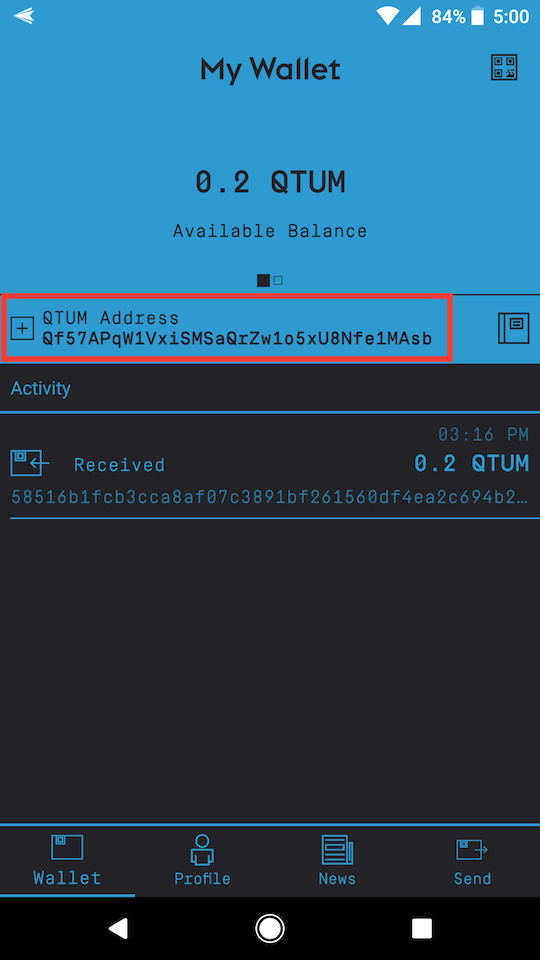 84% 5:00
My Wallet
0.2 QTUM
Available Balance
QTUM Address
Qf57APqW1VxiSMSaQrZw1o5xU8Nfe1MAsb
Activity
03:16 PM
Received 0.2 QTUM
58516b1fcb3cca8af07c3891bf261560df4ea2c694b2…
Wallet Profile News Send